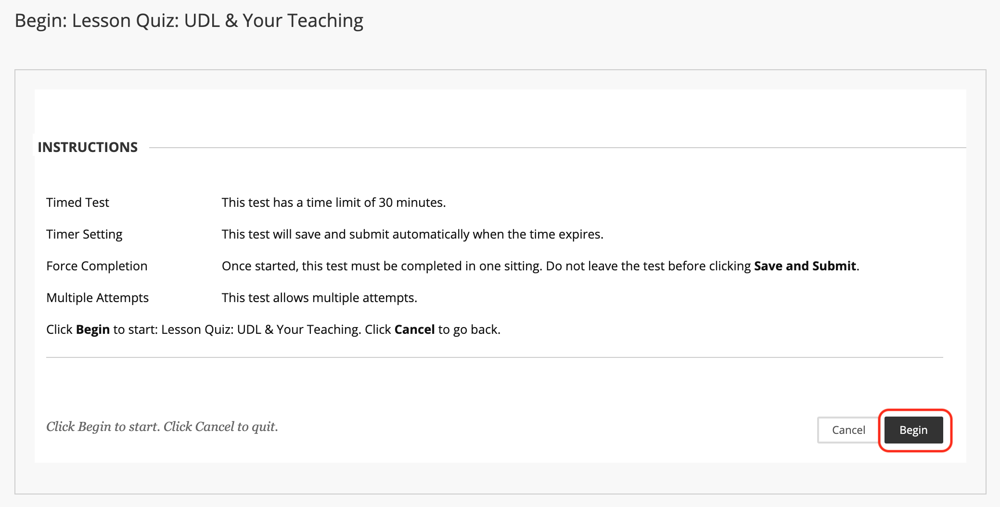 Begin: Lesson Quiz: UDL & Your Teaching
INSTRUCTIONS
Timed Test This test has a time limit of 30 minutes.
Timer Setting This test will save and submit automatically when the time expires.
Force Completion Once started, this test must be completed in one sitting. Do not leave the test before clicking Save and Submit.
Multiple Attempts This test allows multiple attempts.
Click Begin to start: Lesson Quiz: UDL & Your Teaching. Click Cancel to go back.
Click Begin to start. Click Cancel to quit.
Cancel Begin